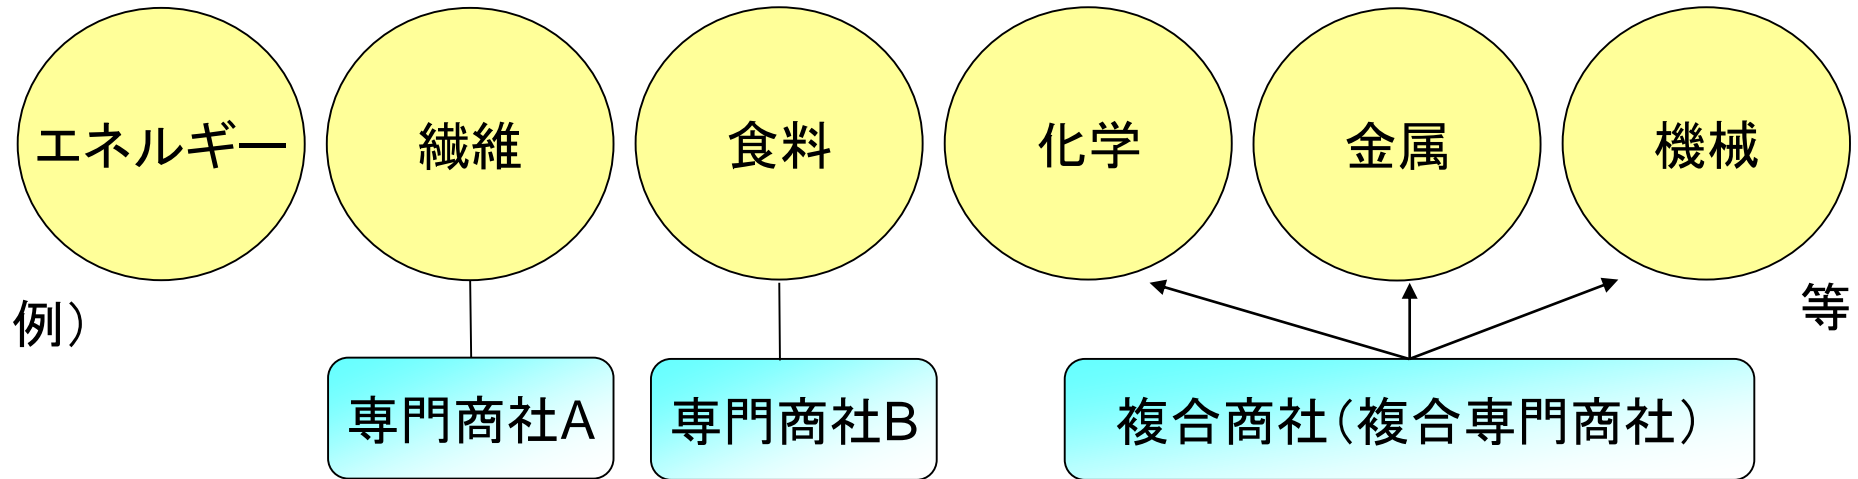 エネルギー
繊維
食料
化学
金属
機械
例）
等
専門商社A
専門商社B
複合商社（複合専門商社）